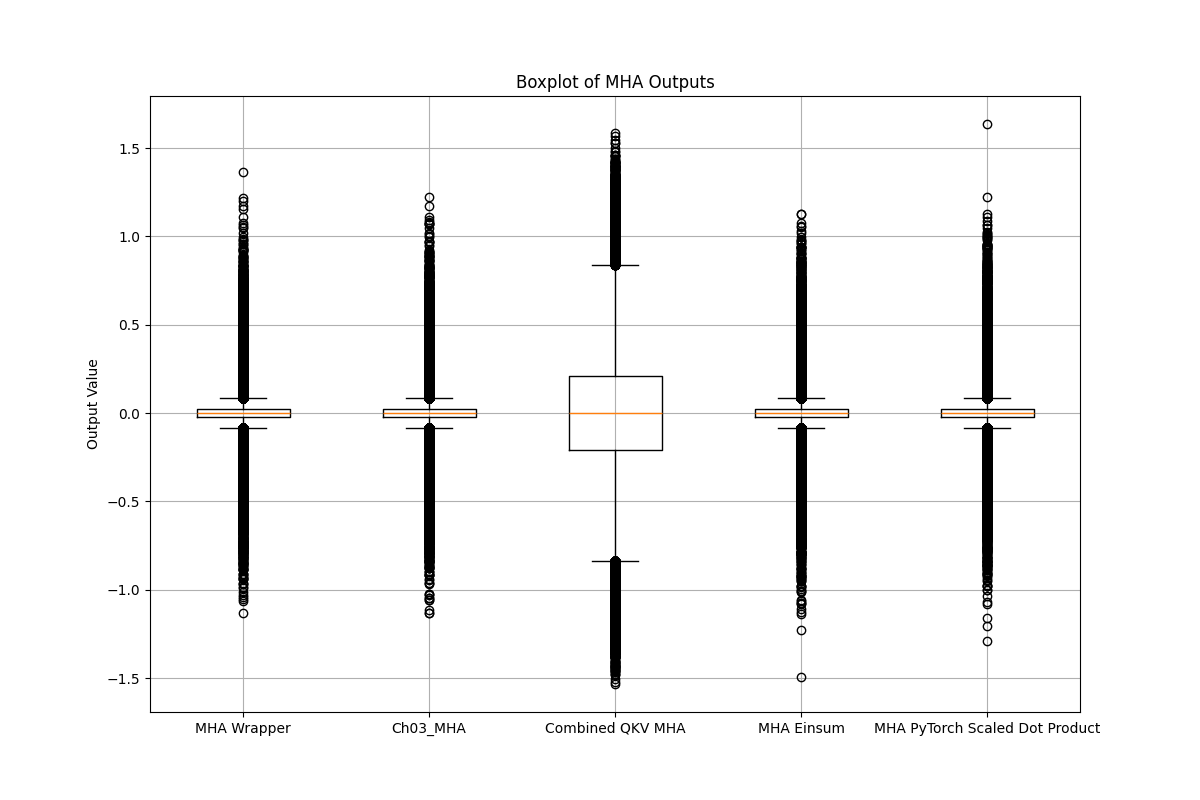 Boxplot of MHA Outputs
Output Value
1.5
1.0
0.5
0.0
−0.5
−1.0
−1.5
MHA Wrapper
Ch03_MHA
Combined QKV MHA
MHA Einsum
MHA PyTorch Scaled Dot Product